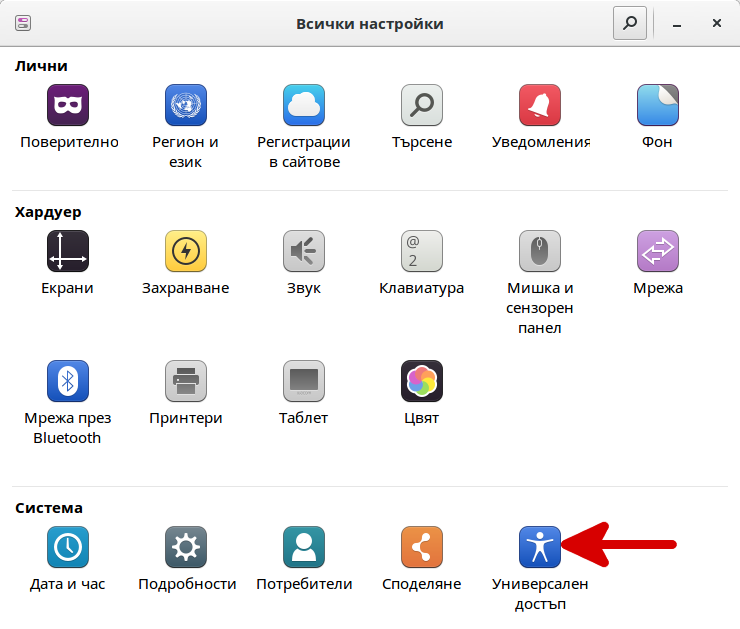 Всички настройки
Лични
Поверително
Регион и
език
Регистрации
в сайтове
Търсене
Уведомления
Фон
Хардуер
Екрани
Захранване
Звук
@
2
Клавиатура
Мишка и
сензорен
панел
Мрежа
Мрежа през
Bluetooth
Принтери
Таблет
Цвят
Система
Дата и час
Подробности
Потребители
Споделяне
Универсален
достъп